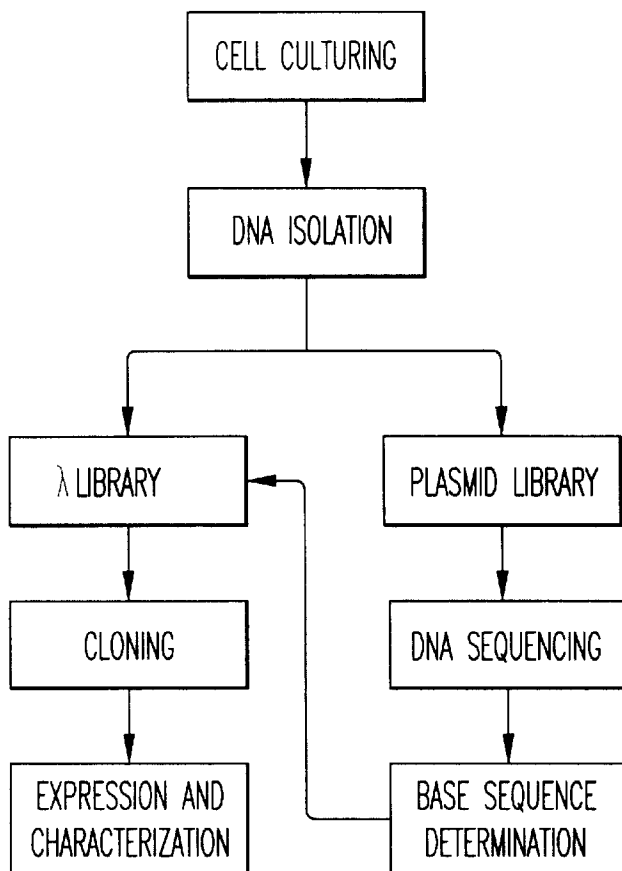 CELL CULTURING
DNA ISOLATION
λ LIBRARY
PLASMID LIBRARY
CLONING
DNA SEQUENCING
EXPRESSION AND
CHARACTERIZATION
BASE SEQUENCE
DETERMINATION